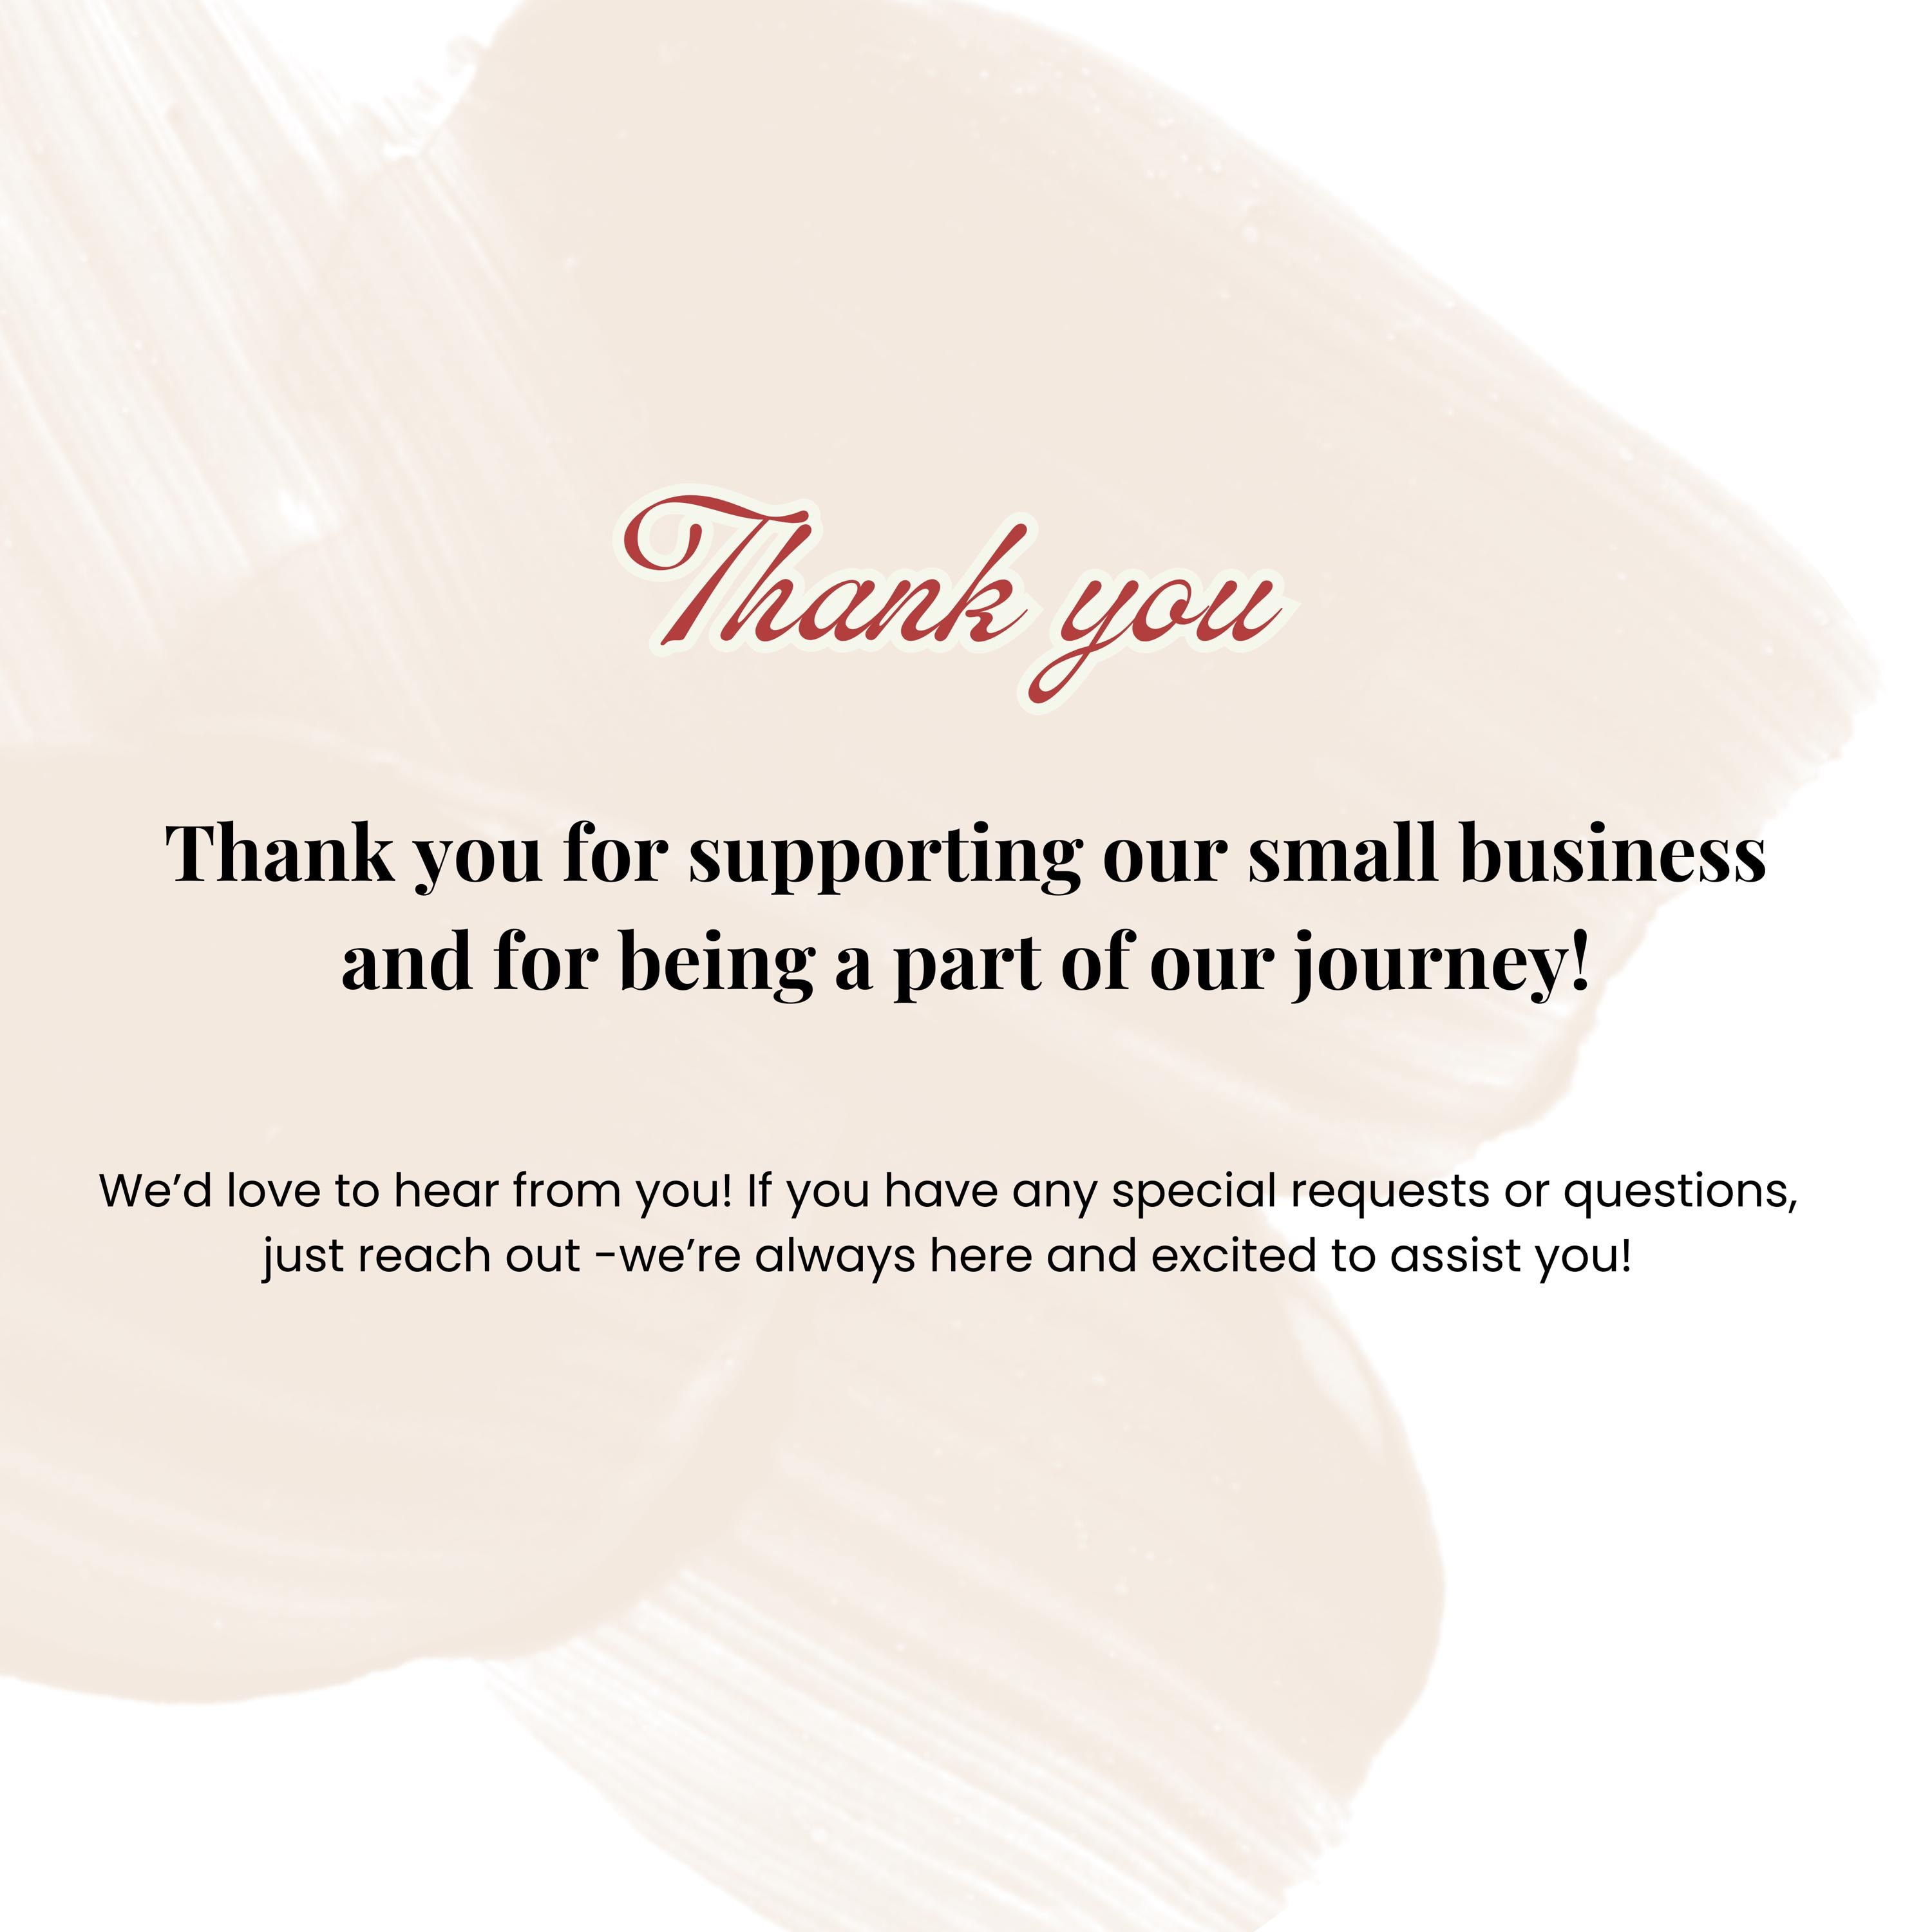 Thank you
Thank you for supporting our small business
and for being a part of our journey!
We’d love to hear from you! If you have any special requests or questions,
just reach out -we’re always here and excited to assist you!